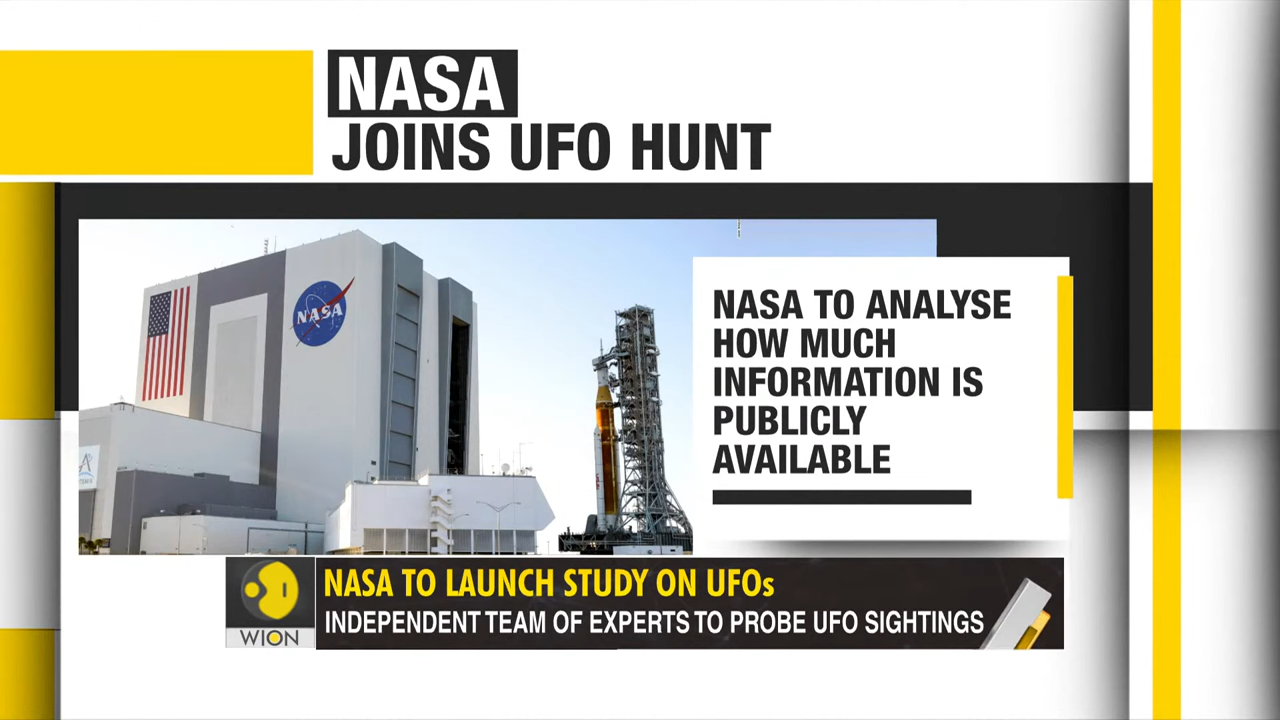 NASA
JOINS UFO HUNT
NASA
NASA TO ANALYSE
HOW MUCH
INFORMATION IS
PUBLICLY
AVAILABLE
NASA TO LAUNCH STUDY ON UFOs
INDEPENDENT TEAM OF EXPERTS TO PROBE UFO SIGHTINGS
WION